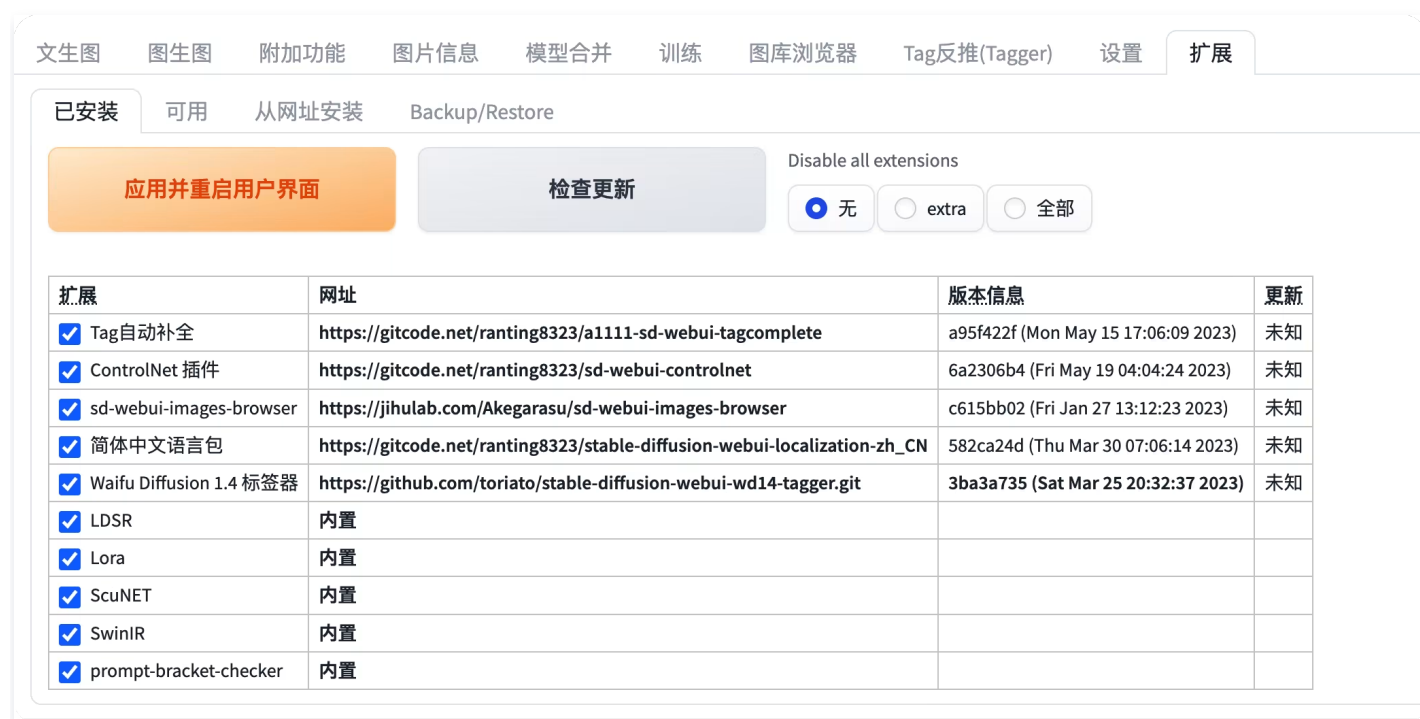 文生图 图生图 附加功能 图片信息 模型合并 训练 图库浏览器 Tag反推(Tagger) 设置 扩展
已安装 可用 从网址安装 Backup/Restore
应用并重启用户界面 检查更新 Disable all extensions
无 extra 全部
扩展 网址 版本信息 更新
Tag自动补全 https://gitcode.net/ranting8323/a1111-sd-webui-tagcomplete a95f422f (Mon May 15 17:06:09 2023) 未知
ControlNet 插件 https://gitcode.net/ranting8323/sd-webui-controlnet 6a2306b4 (Fri May 19 04:04:24 2023) 未知
sd-webui-images-browser https://jihulab.com/Akegarasu/sd-webui-images-browser c615bb02 (Fri Jan 27 13:12:23 2023) 未知
简体中文语言包 https://gitcode.net/ranting8323/stable-diffusion-webui-localization-zh_CN 582ca24d (Thu Mar 30 07:06:14 2023) 未知
Waifu Diffusion 1.4 标签器 https://github.com/toriato/stable-diffusion-webui-wd14-tagger.git 3ba3a735 (Sat Mar 25 20:32:37 2023) 未知
LDSR 内置
Lora 内置
ScuNET 内置
SwinIR 内置
prompt-bracket-checker 内置